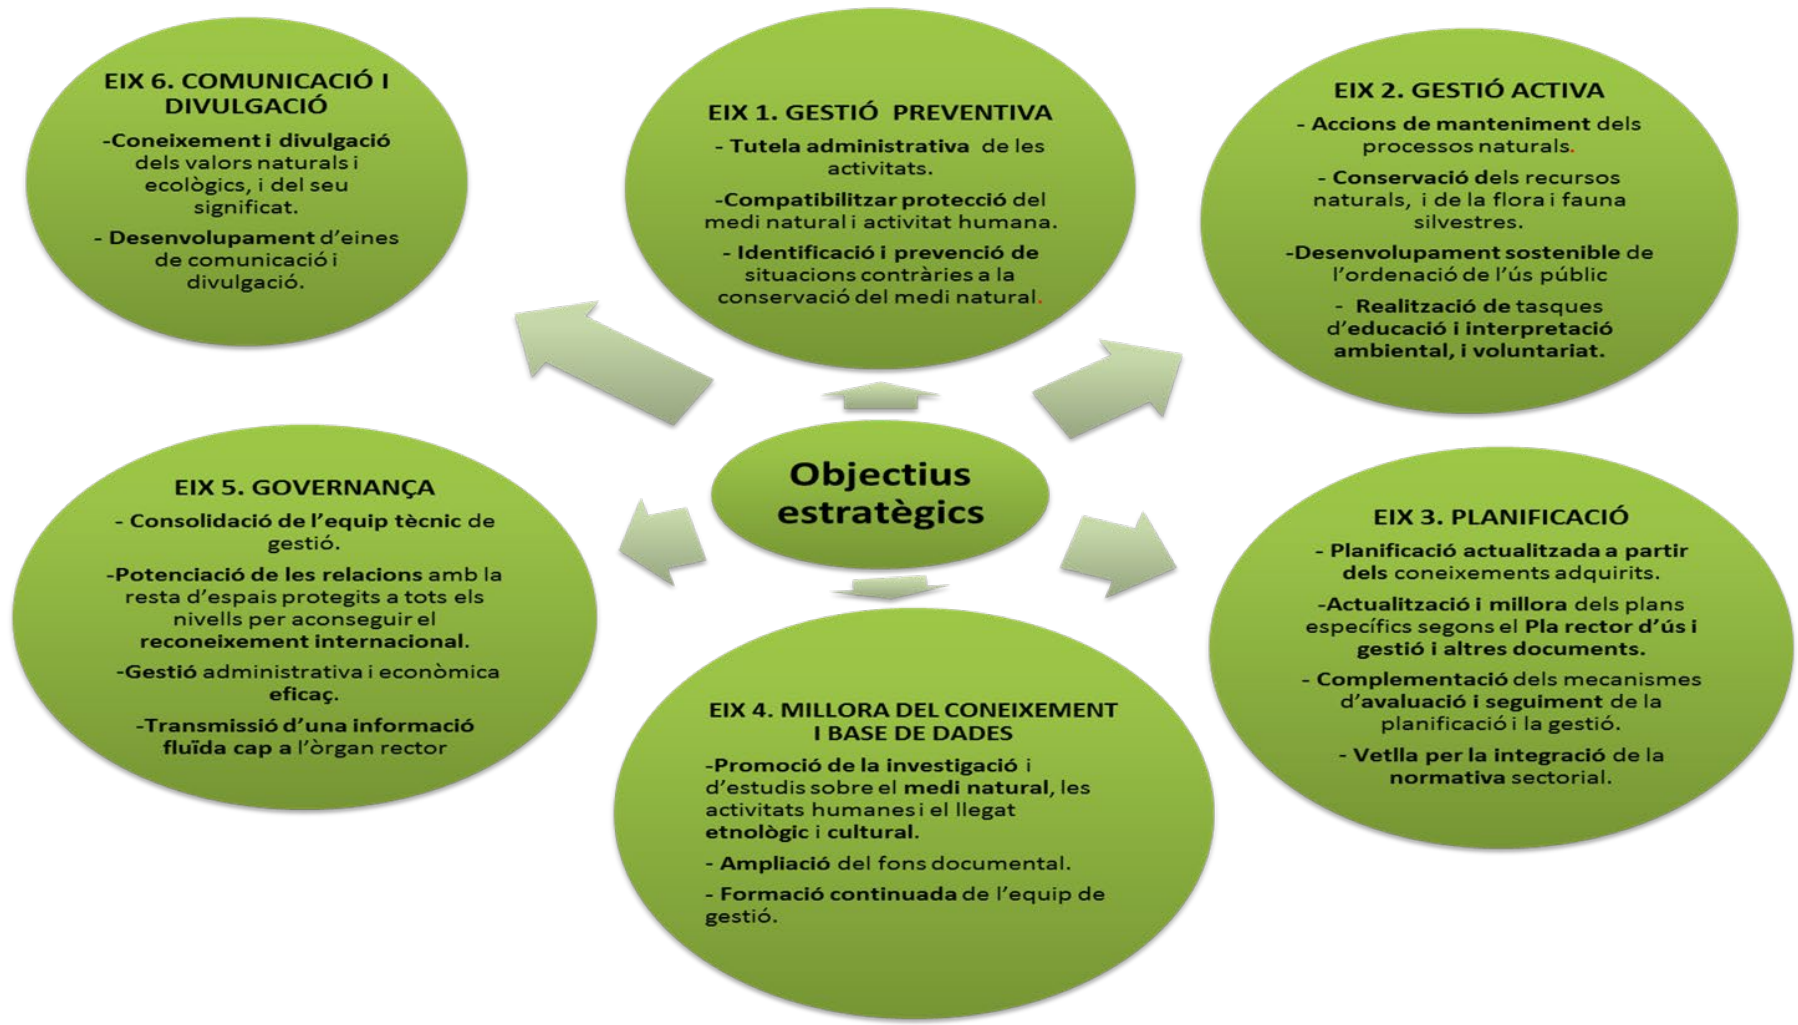 EIX 6. COMUNICACIÓ I
DIVULGACIÓ
-Coneixement i divulgació
dels valors naturals i
ecològics, i del seu
significat.
- Desenvolupament d'eines
de comunicació i
divulgació.
EIX 1. GESTIÓ PREVENTIVA
- Tutela administrativa de les
activitats.
-Compatibilitzar protecció del
medi natural i activitat humana.
- Identificació i prevenció de
situacions contràries a la
conservació del medi natural.
EIX 2. GESTIÓ ACTIVA
- Accions de manteniment dels
processos naturals.
- Conservació dels recursos
naturals, i de la flora i fauna
silvestres.
-Desenvolupament sostenible de
l'ordenació de l'ús públic
- Realització de tasques
d'educació i interpretació
ambiental, i voluntariat.
Objectius
estratègics
EIX 5. GOVERNANÇA
- Consolidació de l'equip tècnic de
gestió.
-Potenciació de les relacions amb la
resta d'espais protegits a tots els
nivells per aconseguir el
reconeixement internacional.
-Gestió administrativa i econòmica
eficaç.
-Transmissió d'una informació
fluïda cap a l'òrgan rector
EIX 3. PLANIFICACIÓ
- Planificació actualitzada a partir
dels coneixements adquirits.
-Actualització i millora dels plans
específics segons el Pla rector d'ús i
gestió i altres documents.
- Complementació dels mecanismes
d'avaluació i seguiment de la
planificació i la gestió.
- Vetlla per la integració de la
normativa sectorial.
EIX 4. MILLORA DEL CONEIXEMENT
I BASE DE DADES
-Promoció de la investigació i
d'estudis sobre el medi natural, les
activitats humanes i el llegat
etnològic i cultural.
- Ampliació del fons documental.
- Formació continuada de l'equip de
gestió.